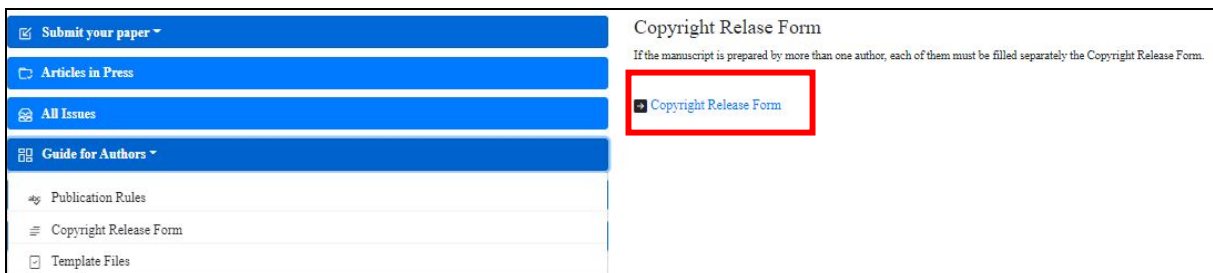 Submit your paper
Articles in Press
All Issues
Guide for Authors
Publication Rules
Copyright Release Form
Template Files
Copyright Relase Form
If the manuscript is prepared by more than one author, each of them must be filled separately the Copyright Release Form.
Copyright Release Form